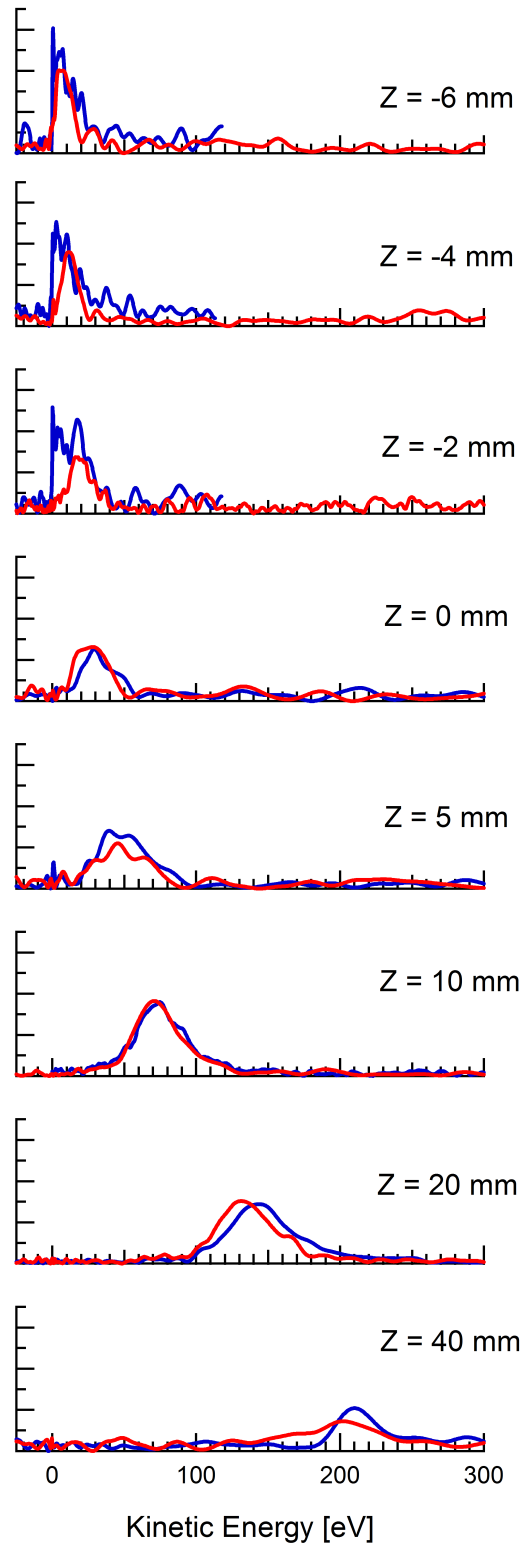 Z = -6 mm
Z = -4 mm
Z = -2 mm
Z = 0 mm
Z = 5 mm
Z = 10 mm
Z = 20 mm
Z = 40 mm
0 100 200 300
Kinetic Energy [eV]